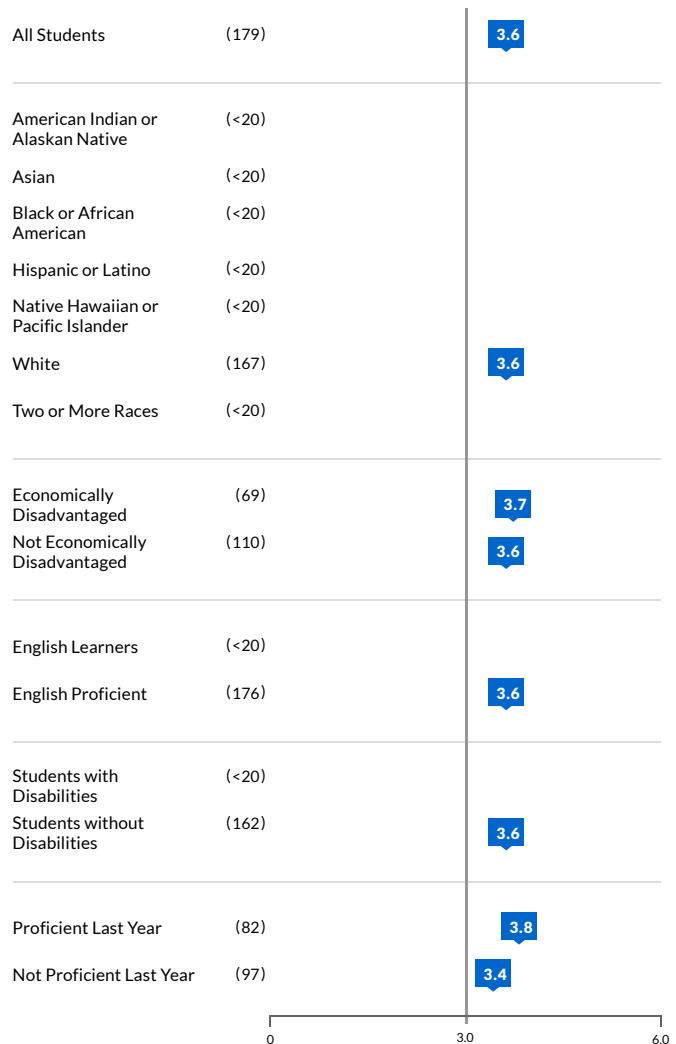 All Students (179) 3.6
American Indian or (<20)
Alaskan Native
Asian (<20)
Black or African (<20)
American
Hispanic or Latino (<20)
Native Hawaiian or (<20)
Pacific Islander
White (167) 3.6
Two or More Races (<20)
Economically (69) 3.7
Disadvantaged
Not Economically (110) 3.6
Disadvantaged
English Learners (<20)
English Proficient (176) 3.6
Students with (<20)
Disabilities
Students without (162) 3.6
Disabilities
Proficient Last Year (82) 3.8
Not Proficient Last Year (97) 3.4
0 3.0 6.0